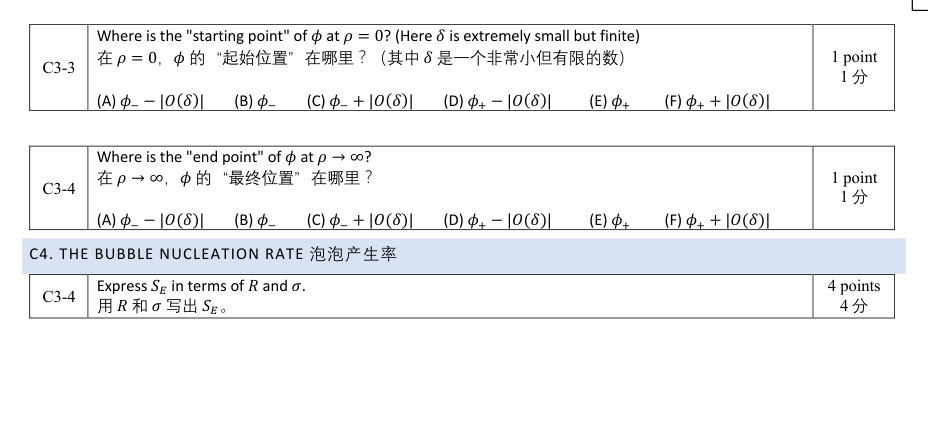 C3-3
Where is the "starting point" of ϕ at ρ = 0? (Here δ is extremely small but finite)
在 ρ = 0，ϕ 的 “起始位置” 在哪里？（其中 δ 是一个非常小但有限的数）
(A) ϕ₋ − |O(δ)| (B) ϕ₋ (C) ϕ₋ + |O(δ)| (D) ϕ₊ − |O(δ)| (E) ϕ₊ (F) ϕ₊ + |O(δ)|
1 point
1 分
C3-4
Where is the "end point" of ϕ at ρ → ∞?
在 ρ → ∞，ϕ 的 “最终位置” 在哪里？
(A) ϕ₋ − |O(δ)| (B) ϕ₋ (C) ϕ₋ + |O(δ)| (D) ϕ₊ − |O(δ)| (E) ϕ₊ (F) ϕ₊ + |O(δ)|
1 point
1 分
C4. THE BUBBLE NUCLEATION RATE 泡泡产生率
C3-4
Express S_E in terms of R and σ.
用 R 和 σ 写出 S_E。
4 points
4 分